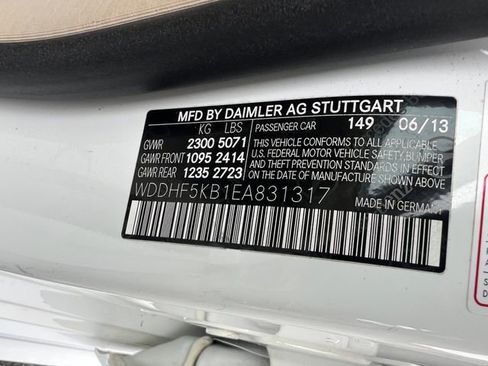 MFD BY DAIMLER AG STUTTGART
KG LBS PASSENGER CAR 149 06/13
GVWR 2300 5071 THIS VEHICLE CONFORMS TO ALL APPLICABLE
GAWR FRONT 1095 2414 U.S. FEDERAL MOTOR VEHICLE SAFETY, BUMPER
GAWR REAR 1235 2723 AND THEFT PREVENTION STANDARDS IN EFFECT
ON THE DATE OF MANUFACTURE SHOWN ABOVE.
WDDHF5KB1EA831317 MADE IN GERMANY